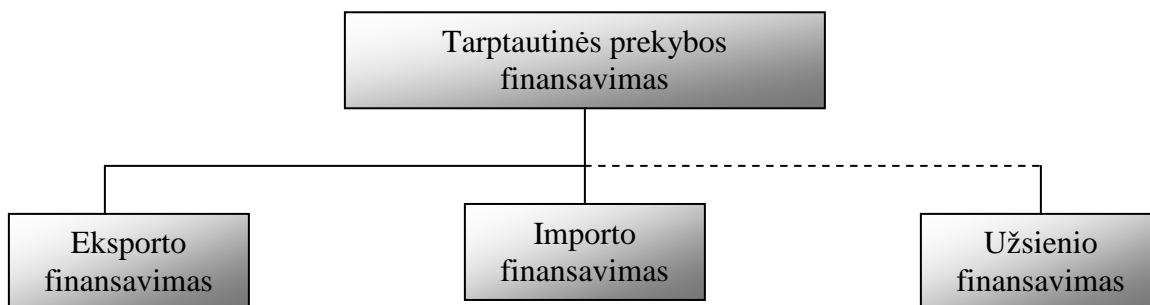 Tarptautinės prekybos
finansavimas
Eksporto
finansavimas
Importo
finansavimas
Užsienio
finansavimas